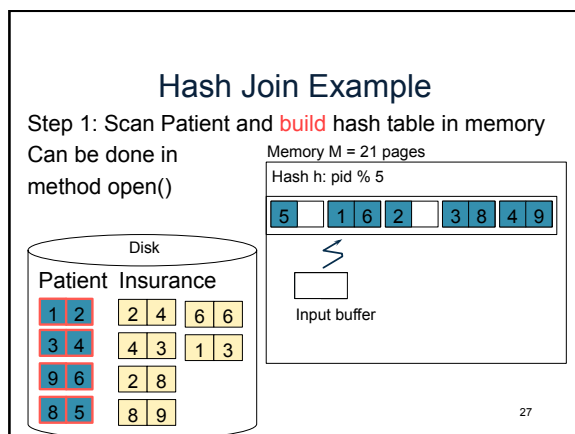 Hash Join Example
Step 1: Scan Patient and build hash table in memory
Can be done in
method open()
Memory M = 21 pages
Hash h: pid % 5
5 1 6 2 3 8 4 9
Input buffer
Disk
Patient Insurance
1 2 2 4 6 6
3 4 4 3 1 3
9 6 2 8
8 5 8 9
27